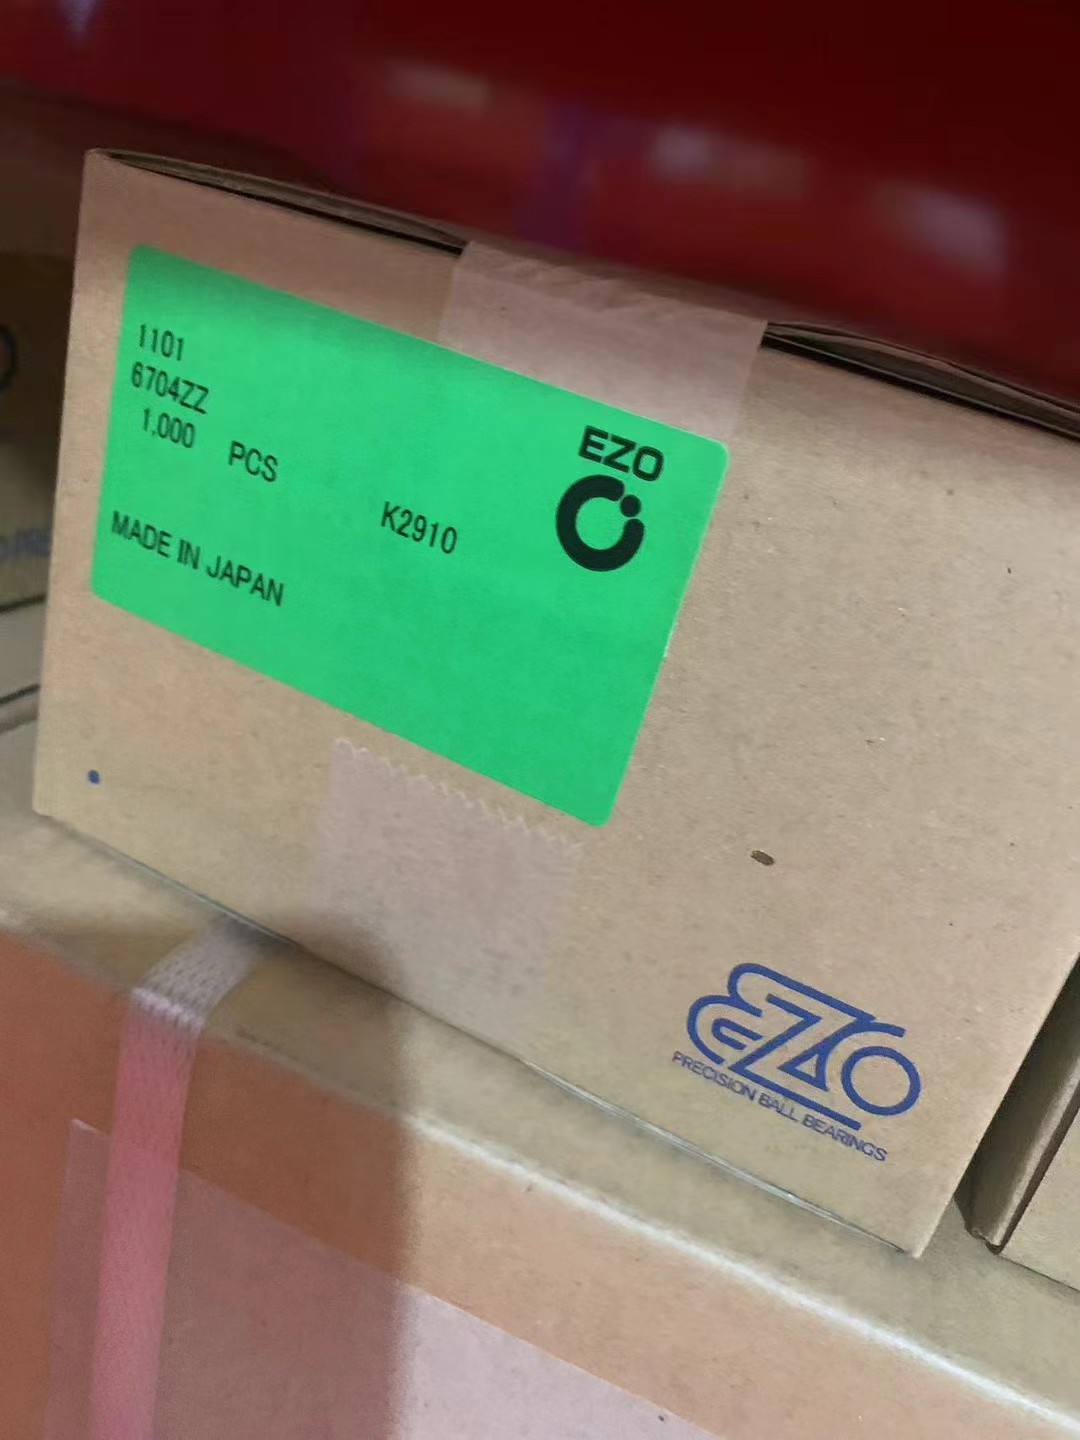 1101
6704ZZ
1,000 PCS
K2910
MADE IN JAPAN
EZO
EZO
PRECISION BALL BEARINGS